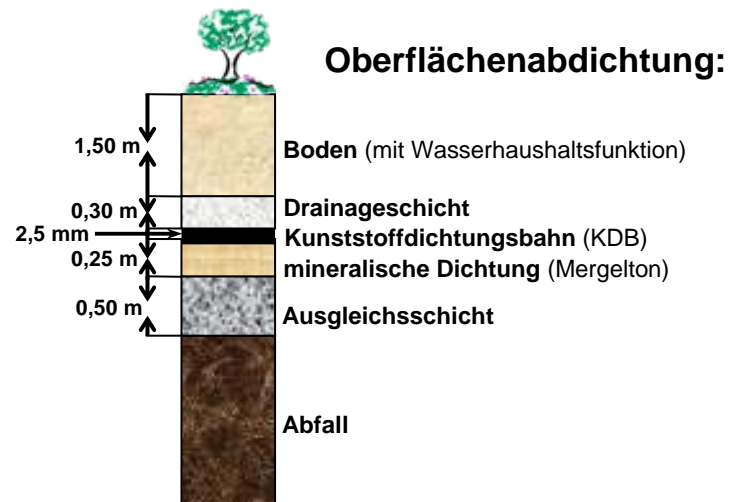 Oberflächenabdichtung:
1,50 m
Boden (mit Wasserhaushaltsfunktion)
0,30 m
Drainageschicht
2,5 mm
Kunststoffdichtungsbahn (KDB)
0,25 m
mineralische Dichtung (Mergelton)
0,50 m
Ausgleichsschicht
Abfall